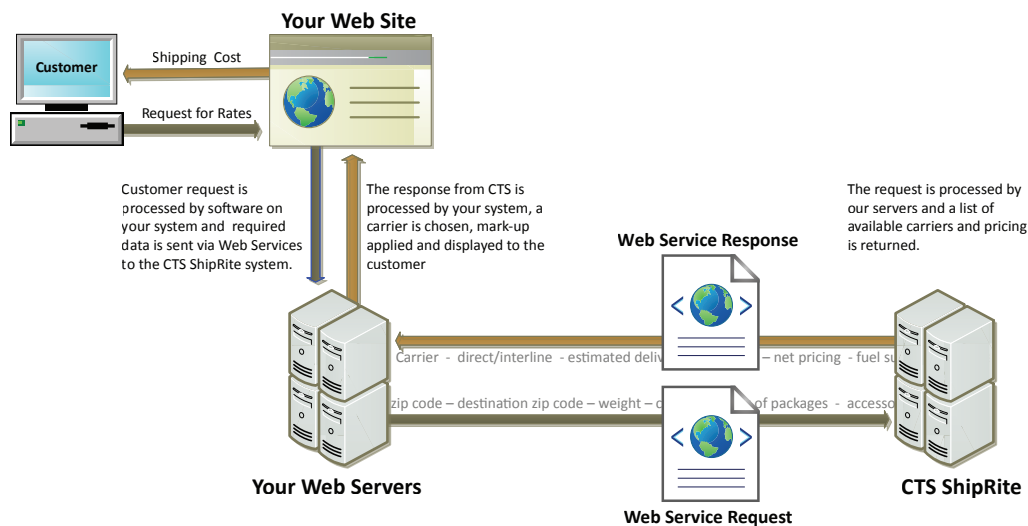 Your Web Site
Customer
Shipping Cost
Request for Rates
Customer request is
processed by software on
your system and required
data is sent via Web Services
to the CTS ShipRite system.
The response from CTS is
processed by your system, a
carrier is chosen, mark-up
applied and displayed to the
customer
The request is processed by
our servers and a list of
available carriers and pricing
is returned.
Web Service Response
Carrier - direct/interline - estimated – net pricing - fuel
zip code – destination zip code – weight – of packages -
Your Web Servers
CTS ShipRite
Web Service Request